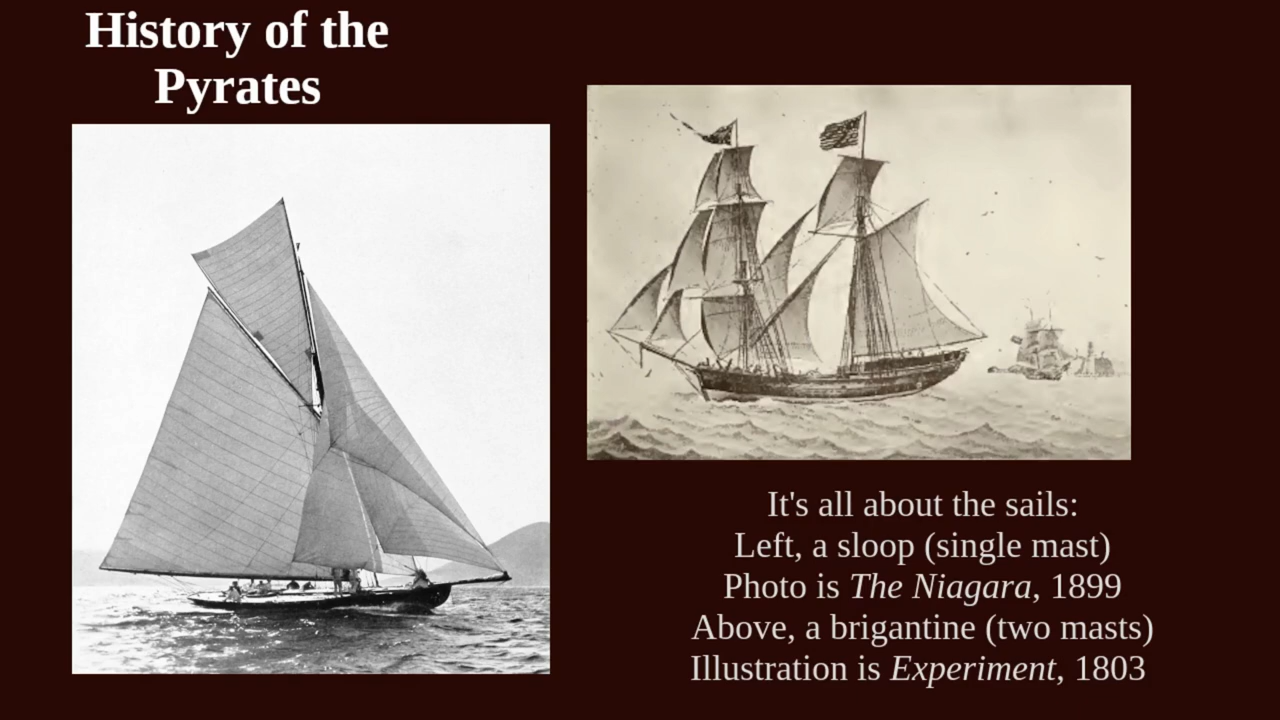 History of the
Pyrates
It's all about the sails:
Left, a sloop (single mast)
Photo is The Niagara, 1899
Above, a brigantine (two masts)
Illustration is Experiment, 1803